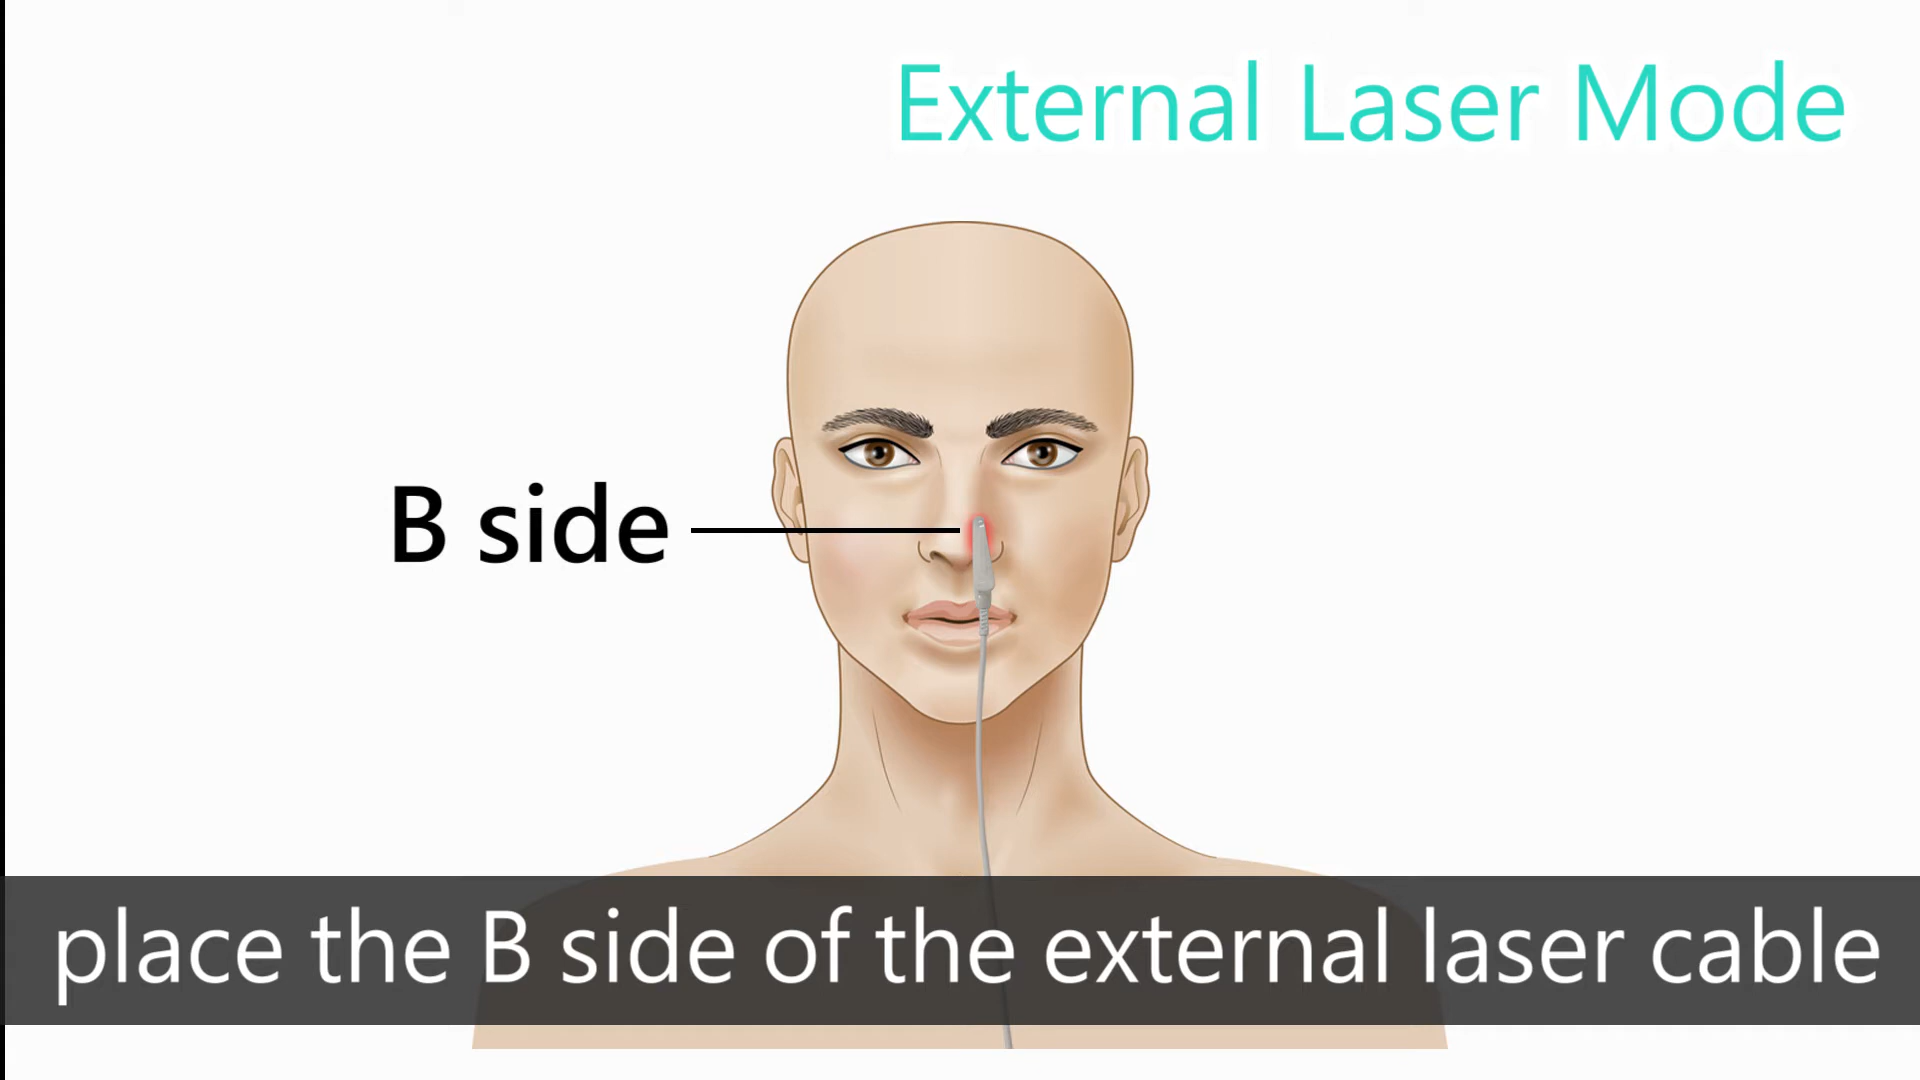 External Laser Mode
B side
place the B side of the external laser cable